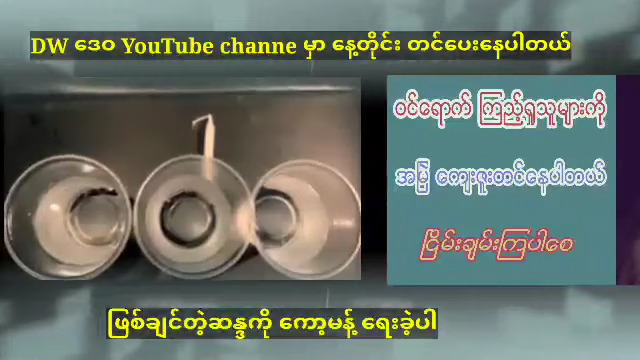 DW ဒေဝ YouTube channe မှာ နေ့တိုင်း တင်ပေးနေပါတယ်
ဝင်ရောက် ကြည့်ရှုသူများကို
အမြဲ ကျေးဇူးတင်နေပါတယ်
ငြိမ်းချမ်းကြပါစေ
ဖြစ်ချင်တဲ့ဆန္ဒကို ကော့မန့် ရေးခဲ့ပါ